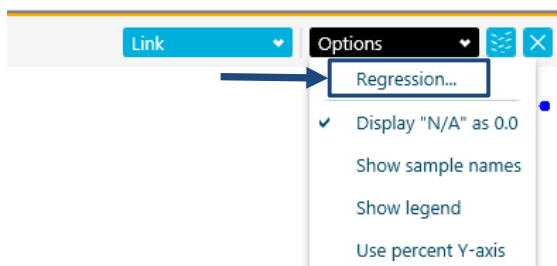 Link Options
Regression...
Display "N/A" as 0.0
Show sample names
Show legend
Use percent Y-axis